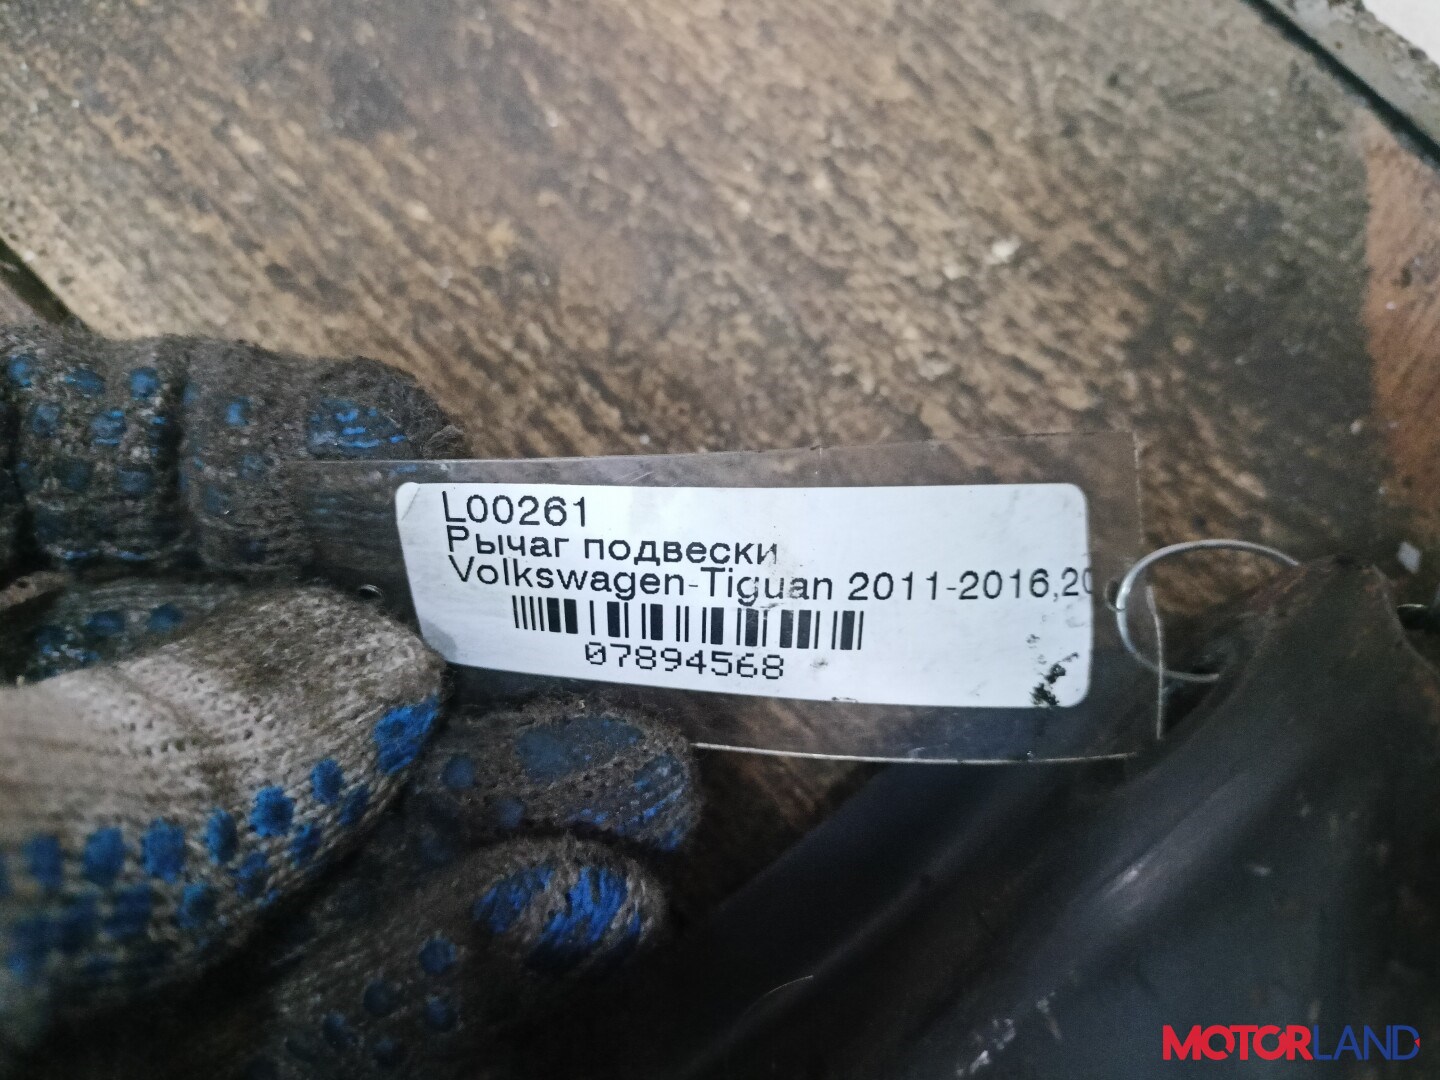 L00261
Рычаг подвески
Volkswagen-Tiguan 2011-2016,20
07894568
MOTORLAND